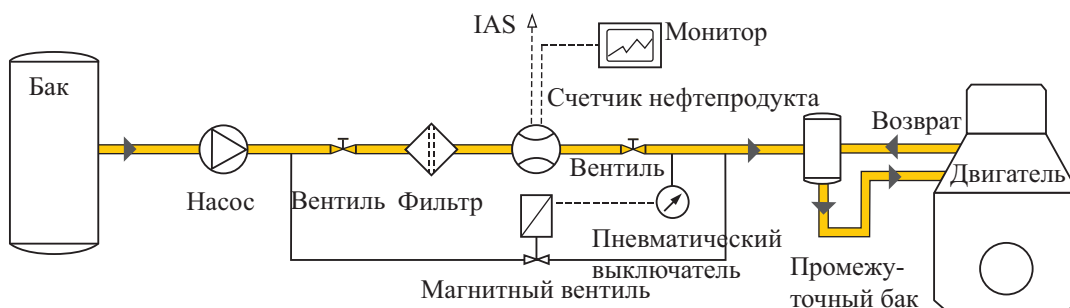 IAS
Монитор
Бак
Счетчик нефтепродукта
Возврат
Насос
Вентиль
Фильтр
Вентиль
Двигатель
Пневматический
выключатель
Магнитный вентиль
Промежу-
точный бак